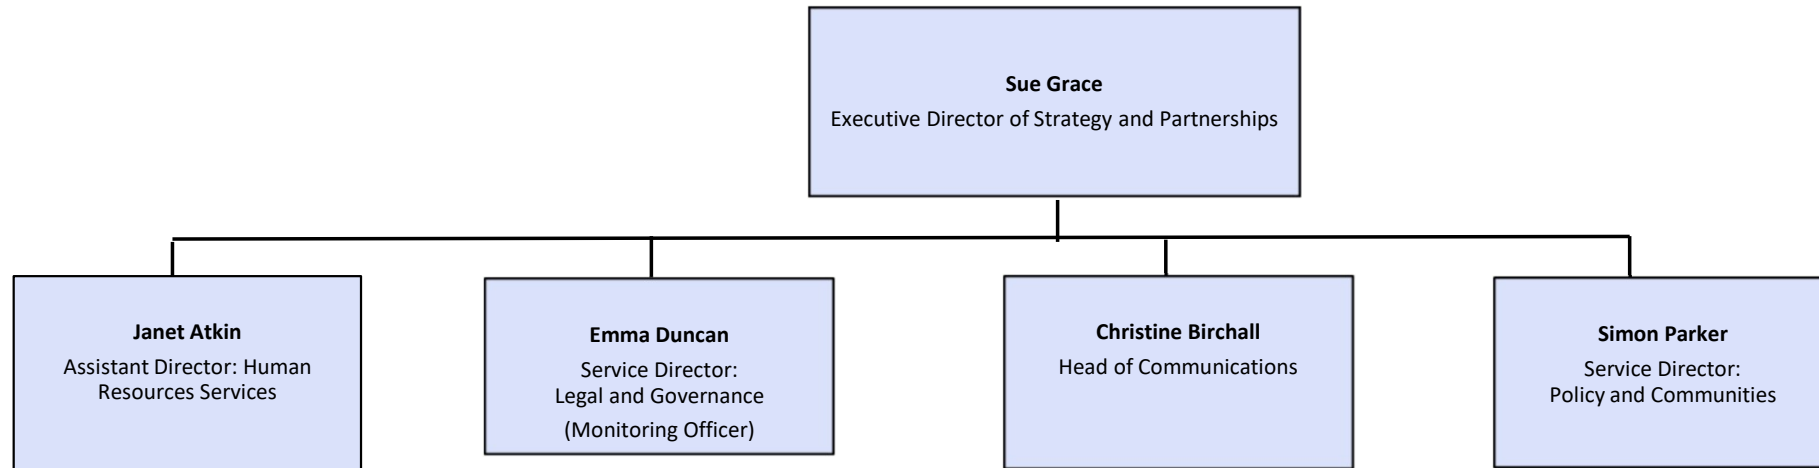 Sue Grace
Executive Director of Strategy and Partnerships
Janet Atkin
Assistant Director: Human
Resources Services
Emma Duncan
Service Director:
Legal and Governance
(Monitoring Officer)
Christine Birchall
Head of Communications
Simon Parker
Service Director:
Policy and Communities